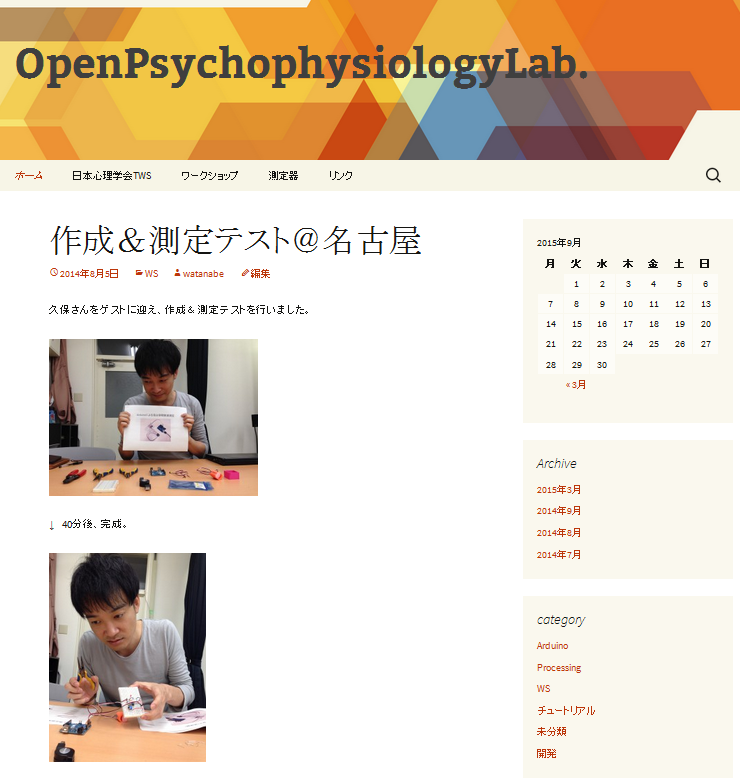 OpenPsychophysiologyLab.
ホーム 日本心理学会TWS ワークショップ 測定器 リンク
作成＆測定テスト＠名古屋
2014年8月5日 WS watanabe 編集
久保さんをゲストに迎え、作成＆測定テストを行いました。
↓ 40分後、完成。
2015年9月
月 火 水 木 金 土 日
1 2 3 4 5 6
7 8 9 10 11 12 13
14 15 16 17 18 19 20
21 22 23 24 25 26 27
28 29 30
« 3月
Archive
2015年3月
2014年9月
2014年8月
2014年7月
category
Arduino
Processing
WS
チュートリアル
未分類
開発